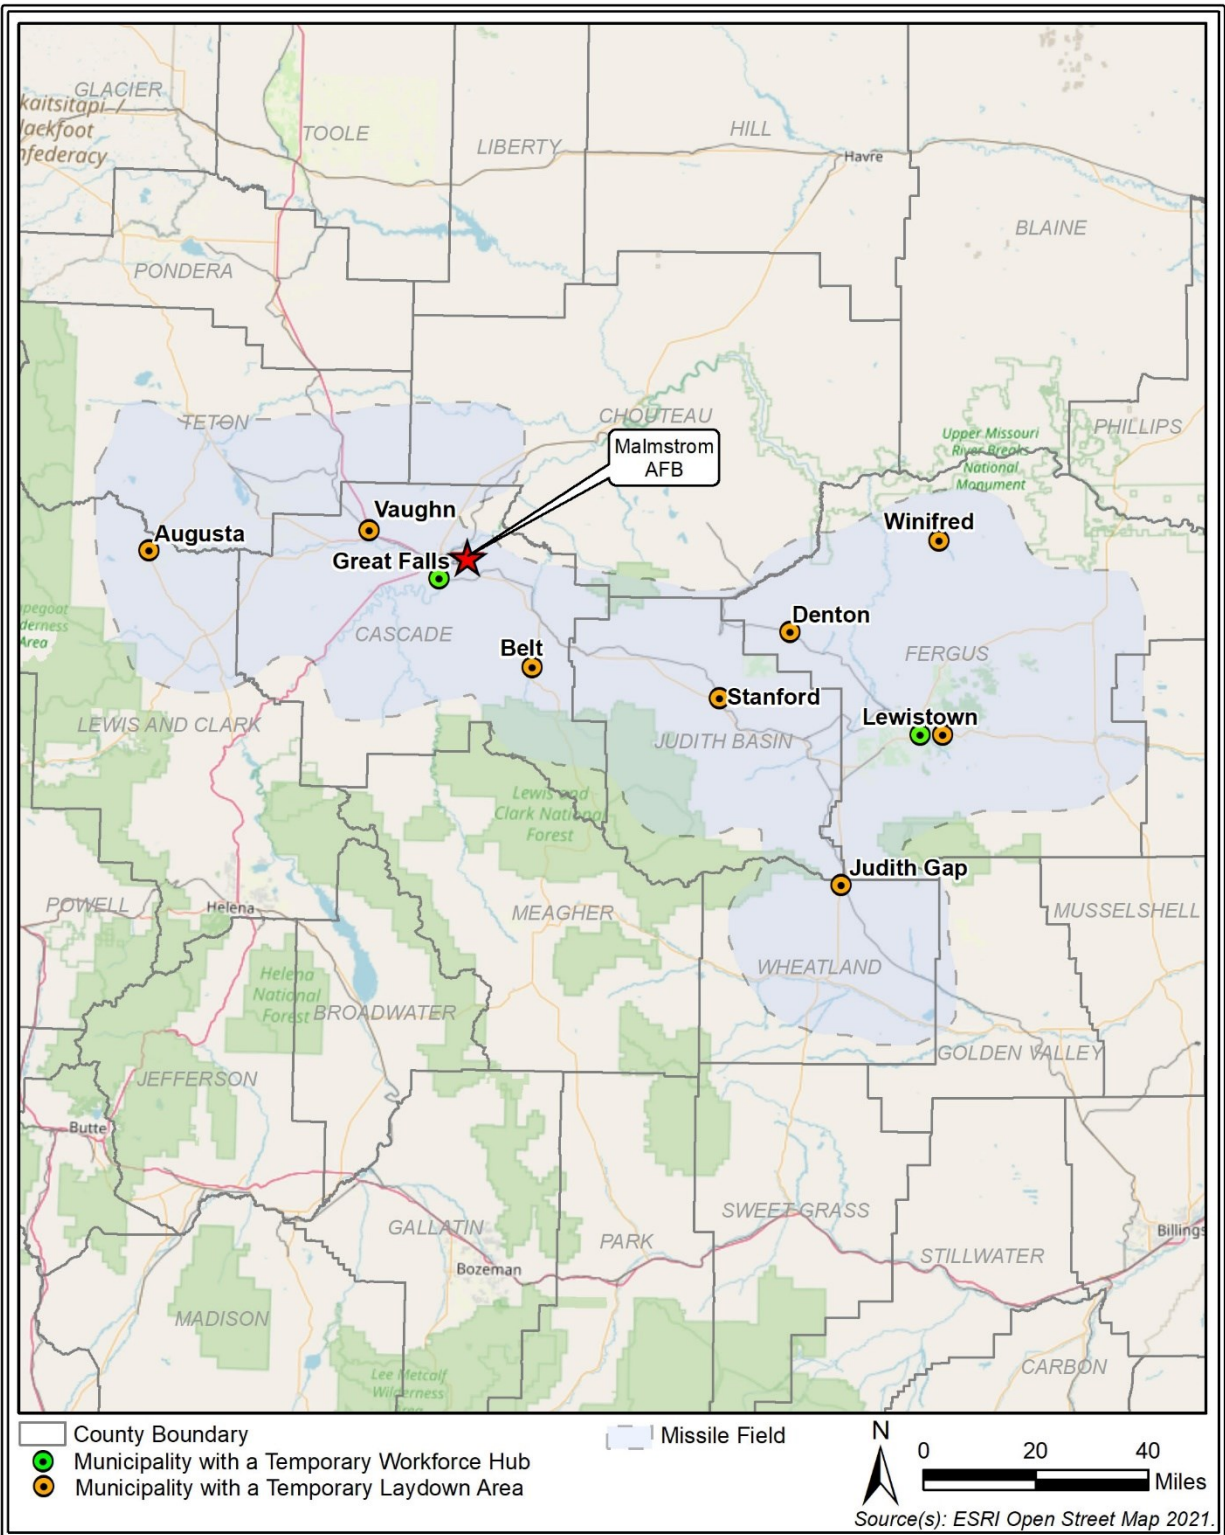 GLACIER
kaitsitapi /
laekfoot
nfederacy
TOOLE
LIBERTY
HILL
Havre
BLAINE
PONDERA
TETON
CHOUTEAU
PHILLIPS
Upper Missouri
River Breaks
National
Monument
Malmstrom
AFB
Vaughn
Augusta
Great Falls
Winifred
Denton
CASCADE
Belt
FERGUS
Stanford
Lewistown
LEWIS AND CLARK
JUDITH BASIN
Lewis and
Clark National
Forest
Area
Judith Gap
POWELL
Helena
MEAGHER
MUSSELSHELL
WHEATLAND
Helena
National
Forest
BROADWATER
GOLDEN VALLEY
JEFFERSON
Butte
GALLATIN
PARK
SWEET GRASS
STILLWATER
Billings
Bozeman
MADISON
Lee Metcalf
Wilderness
CARBON
County Boundary
Municipality with a Temporary Workforce Hub
Municipality with a Temporary Laydown Area
Missile Field
N
0 20 40
Miles
Source(s): ESRI Open Street Map 2021.